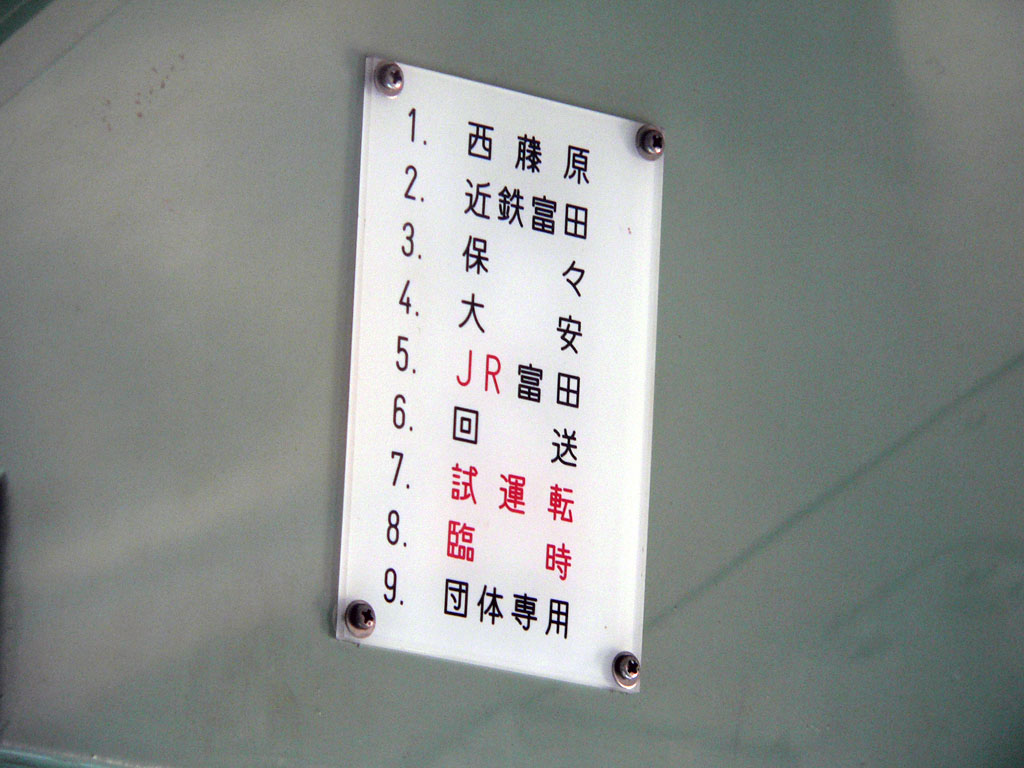 1. 西藤原
2. 近鉄富田
3. 保々
4. 大安
5. JR富田
6. 回送
7. 試運転
8. 臨時
9. 団体専用